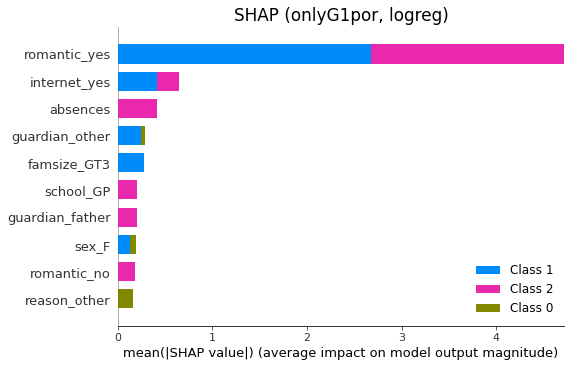 SHAP (onlyG1por, logreg)
romantic_yes
internet_yes
absences
guardian_other
famsize_GT3
school_GP
guardian_father
sex_F
romantic_no
reason_other
Class 1
Class 2
Class 0
0 1 2 3 4
mean(|SHAP value|) (average impact on model output magnitude)